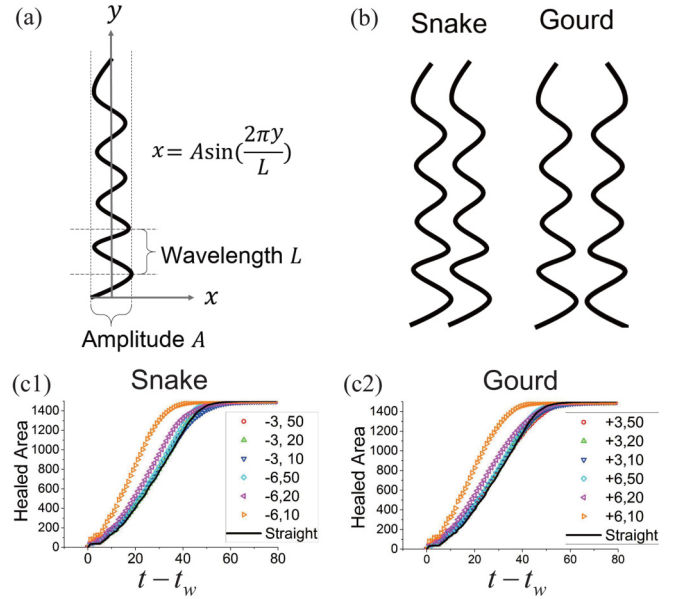 (a)
y
x = A sin(2πy/L)
Wavelength L
x
Amplitude A
(b)
Snake
Gourd
(c1)
Snake
Healed Area
1400
1200
1000
800
600
400
200
0
0 20 40 60 80
t − t_w
-3, 50
-3, 20
-3, 10
-6,50
-6,20
-6,10
Straight
(c2)
Gourd
Healed Area
1400
1200
1000
800
600
400
200
0
0 20 40 60 80
t − t_w
+3, 50
+3,20
+3,10
+6,50
+6,20
+6,10
Straight